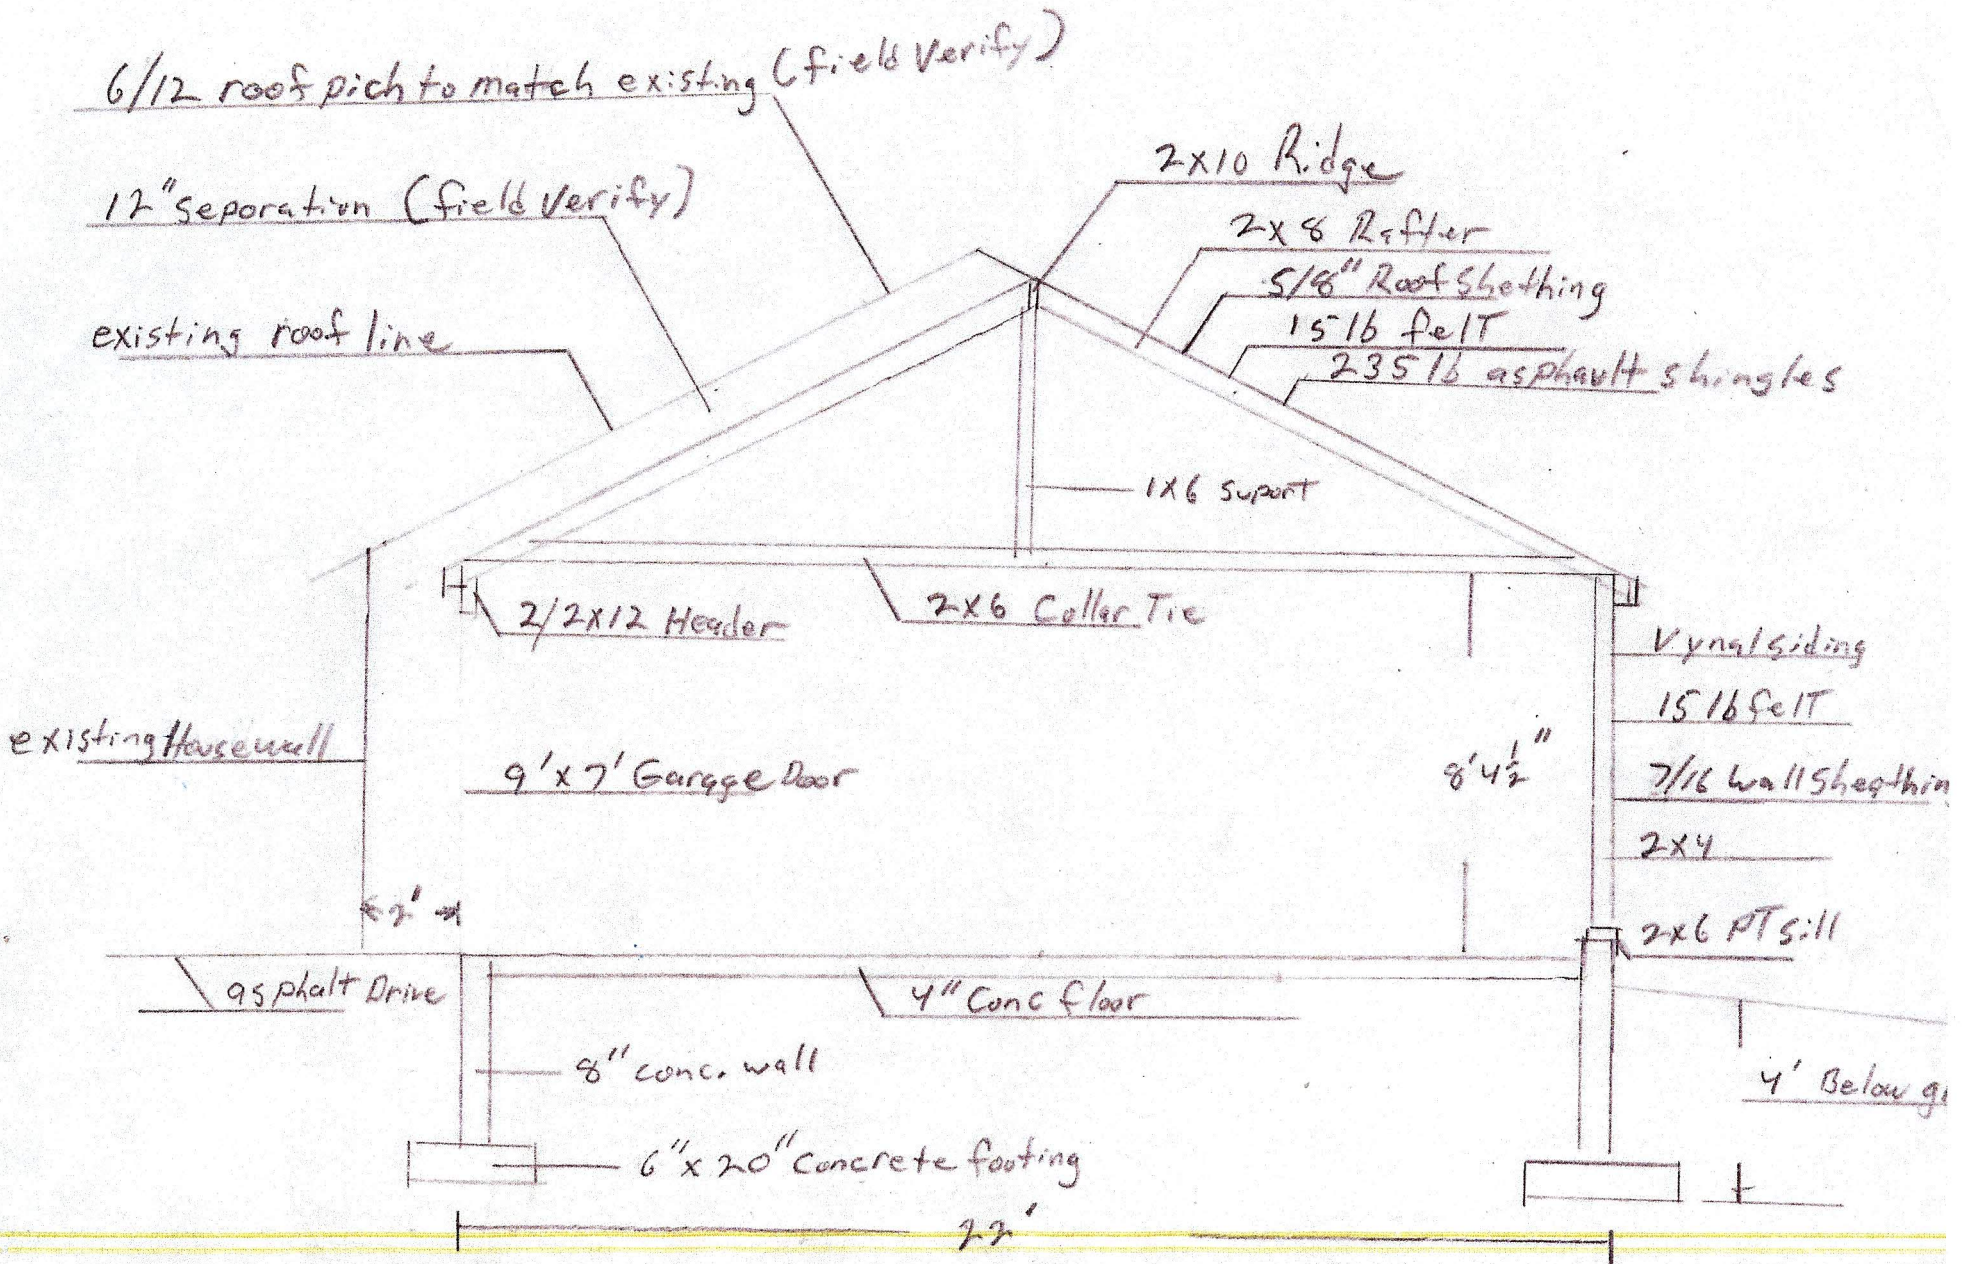 6/12 roof pich to match existing (field verify)
12" seporation (field verify)
existing roof line
2x10 Ridge
2x8 Rafter
5/8" Roof Shething
15 lb felT
235 lb asphault shingles
1x6 suport
2/2x12 Header
2x6 Collar Tie
Vynal siding
15 lb felT
7/16 wall Sheathin
2x4
2x6 PT sill
existing House wall
9'x7' Garage Door
8' 4 1/2"
2'
asphalt Drive
4" Conc floor
8" conc. wall
4' Below
6" x 20" concrete footing
22'